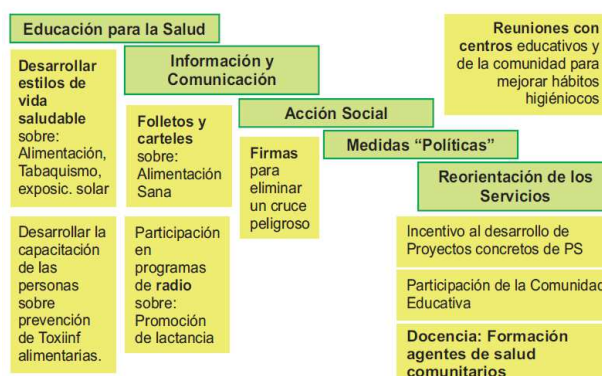 Educación para la Salud
Desarrollar
estilos de
vida
saludable
sobre:
Alimentación,
Tabaquismo,
exposic. solar
Desarrollar la
capacitación
de las
personas
sobre
prevención
de Toxiinf
alimentarias.
Información y
Comunicación
Folletos y
carteles
sobre:
Alimentación
Sana
Participación
en
programas
de radio
sobre:
Promoción
de lactancia
Acción Social
Firmas
para
eliminar
un cruce
peligroso
Medidas “Políticas”
Reuniones con
centros educativos y
de la comunidad para
mejorar hábitos
higiéniocos
Reorientación de los
Servicios
Incentivo al desarrollo de
Proyectos concretos de PS
Participación de la Comunidad
Educativa
Docencia: Formación
agentes de salud
comunitarios